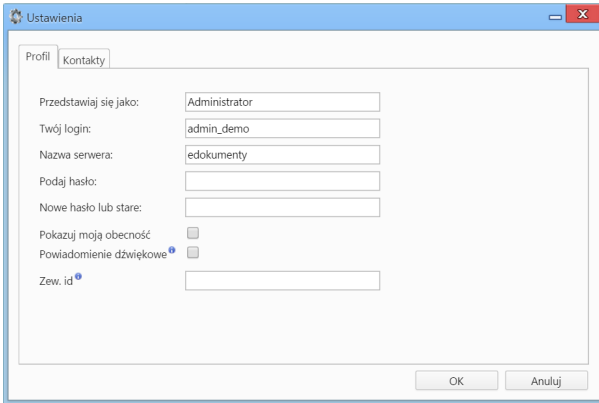 Ustawienia
Profil Kontakty
Przedstawiaj się jako: Administrator
Twój login: admin_demo
Nazwa serwera: edokumenty
Podaj hasło:
Nowe hasło lub stare:
Pokazuj moją obecność
Powiadomienie dźwiękowe
Zew. id
OK Anuluj